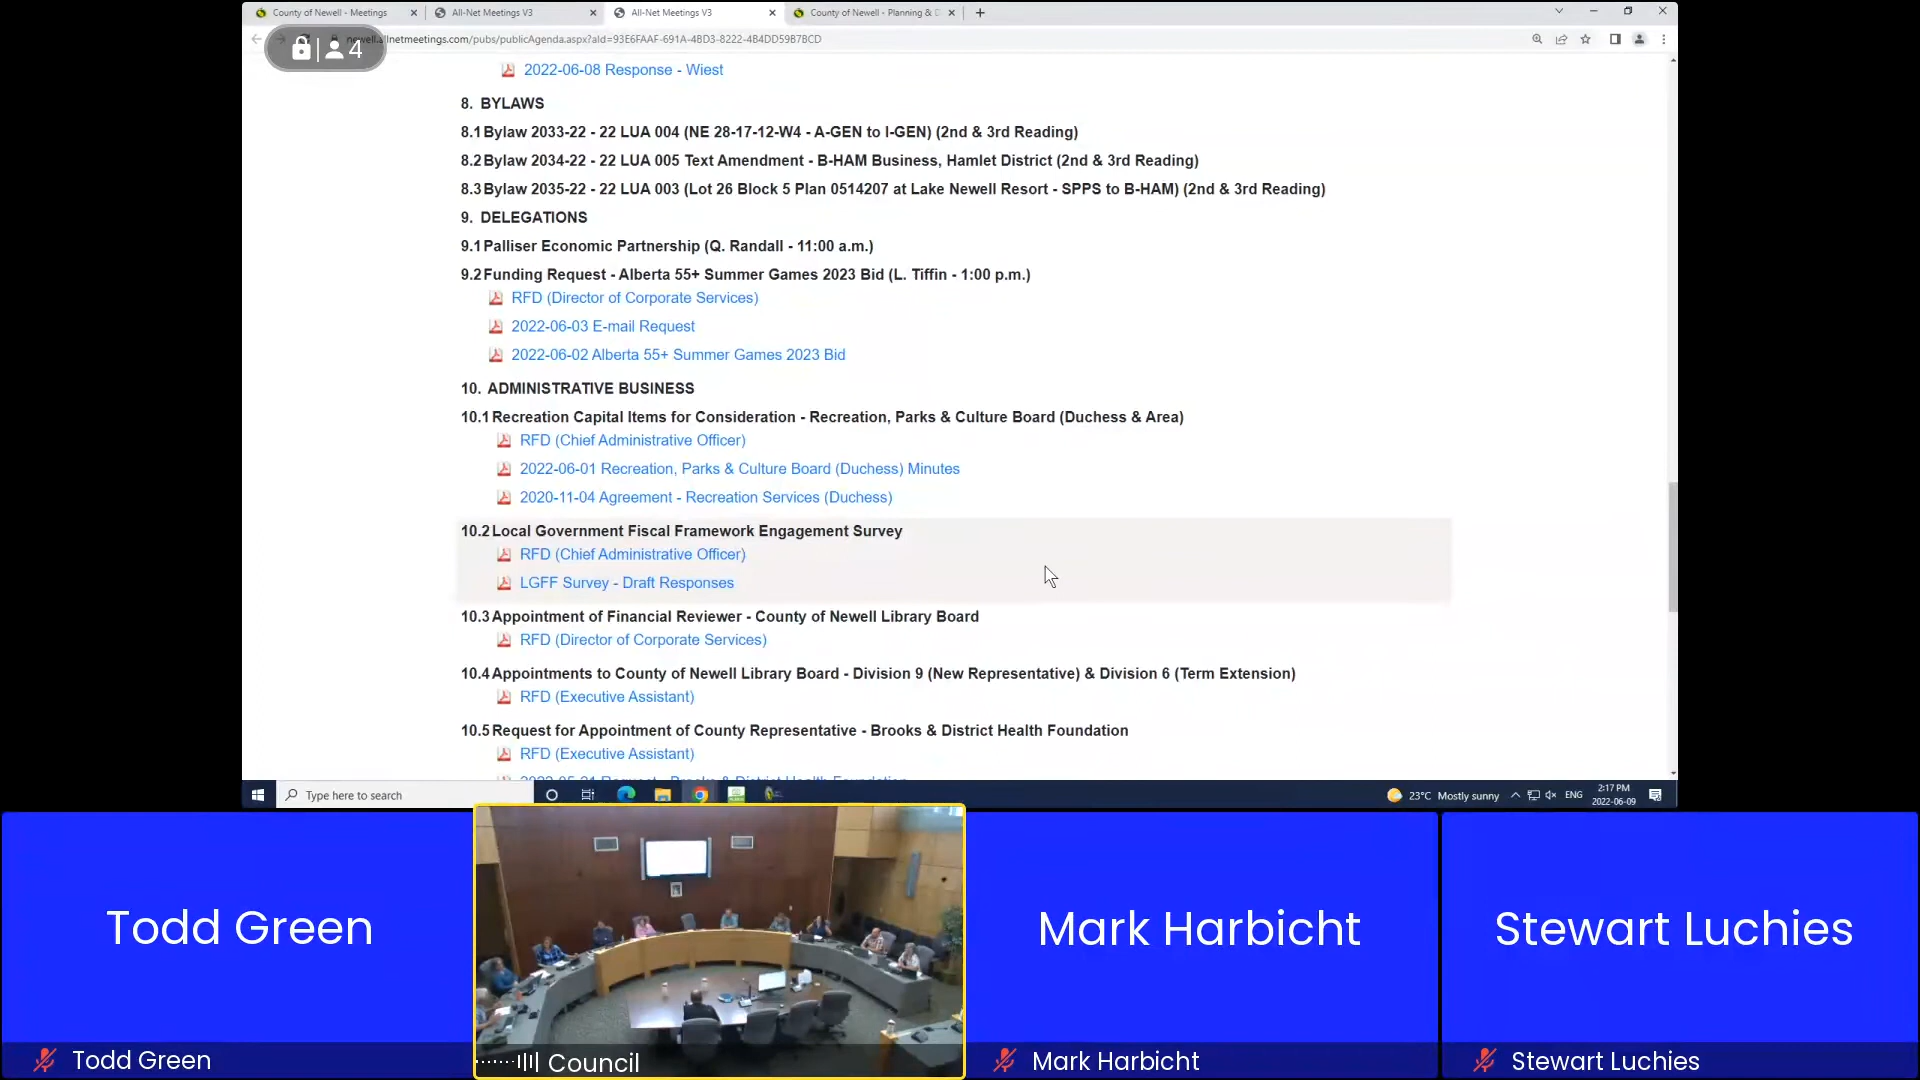 County of Newell - Meetings
All-Net Meetings V3
All-Net Meetings V3
County of Newell - Planning & D
4
newell.allnetmeetings.com/pubs/publicAgenda.aspx?aId=93E6FAAF-691A-4BD3-8222-4B4DD59B7BCD
2022-06-08 Response - Wiest
8. BYLAWS
8.1 Bylaw 2033-22 - 22 LUA 004 (NE 28-17-12-W4 - A-GEN to I-GEN) (2nd & 3rd Reading)
8.2 Bylaw 2034-22 - 22 LUA 005 Text Amendment - B-HAM Business, Hamlet District (2nd & 3rd Reading)
8.3 Bylaw 2035-22 - 22 LUA 003 (Lot 26 Block 5 Plan 0514207 at Lake Newell Resort - SPPS to B-HAM) (2nd & 3rd Reading)
9. DELEGATIONS
9.1 Palliser Economic Partnership (Q. Randall - 11:00 a.m.)
9.2 Funding Request - Alberta 55+ Summer Games 2023 Bid (L. Tiffin - 1:00 p.m.)
RFD (Director of Corporate Services)
2022-06-03 E-mail Request
2022-06-02 Alberta 55+ Summer Games 2023 Bid
10. ADMINISTRATIVE BUSINESS
10.1 Recreation Capital Items for Consideration - Recreation, Parks & Culture Board (Duchess & Area)
RFD (Chief Administrative Officer)
2022-06-01 Recreation, Parks & Culture Board (Duchess) Minutes
2020-11-04 Agreement - Recreation Services (Duchess)
10.2 Local Government Fiscal Framework Engagement Survey
RFD (Chief Administrative Officer)
LGFF Survey - Draft Responses
10.3 Appointment of Financial Reviewer - County of Newell Library Board
RFD (Director of Corporate Services)
10.4 Appointments to County of Newell Library Board - Division 9 (New Representative) & Division 6 (Term Extension)
RFD (Executive Assistant)
10.5 Request for Appointment of County Representative - Brooks & District Health Foundation
RFD (Executive Assistant)
2022-05-31 Request - Brooks & District Health Foundation
Type here to search
23°C Mostly sunny
ENG
2:17 PM
2022-06-09
Todd Green
Mark Harbicht
Stewart Luchies
Todd Green
Council
Mark Harbicht
Stewart Luchies